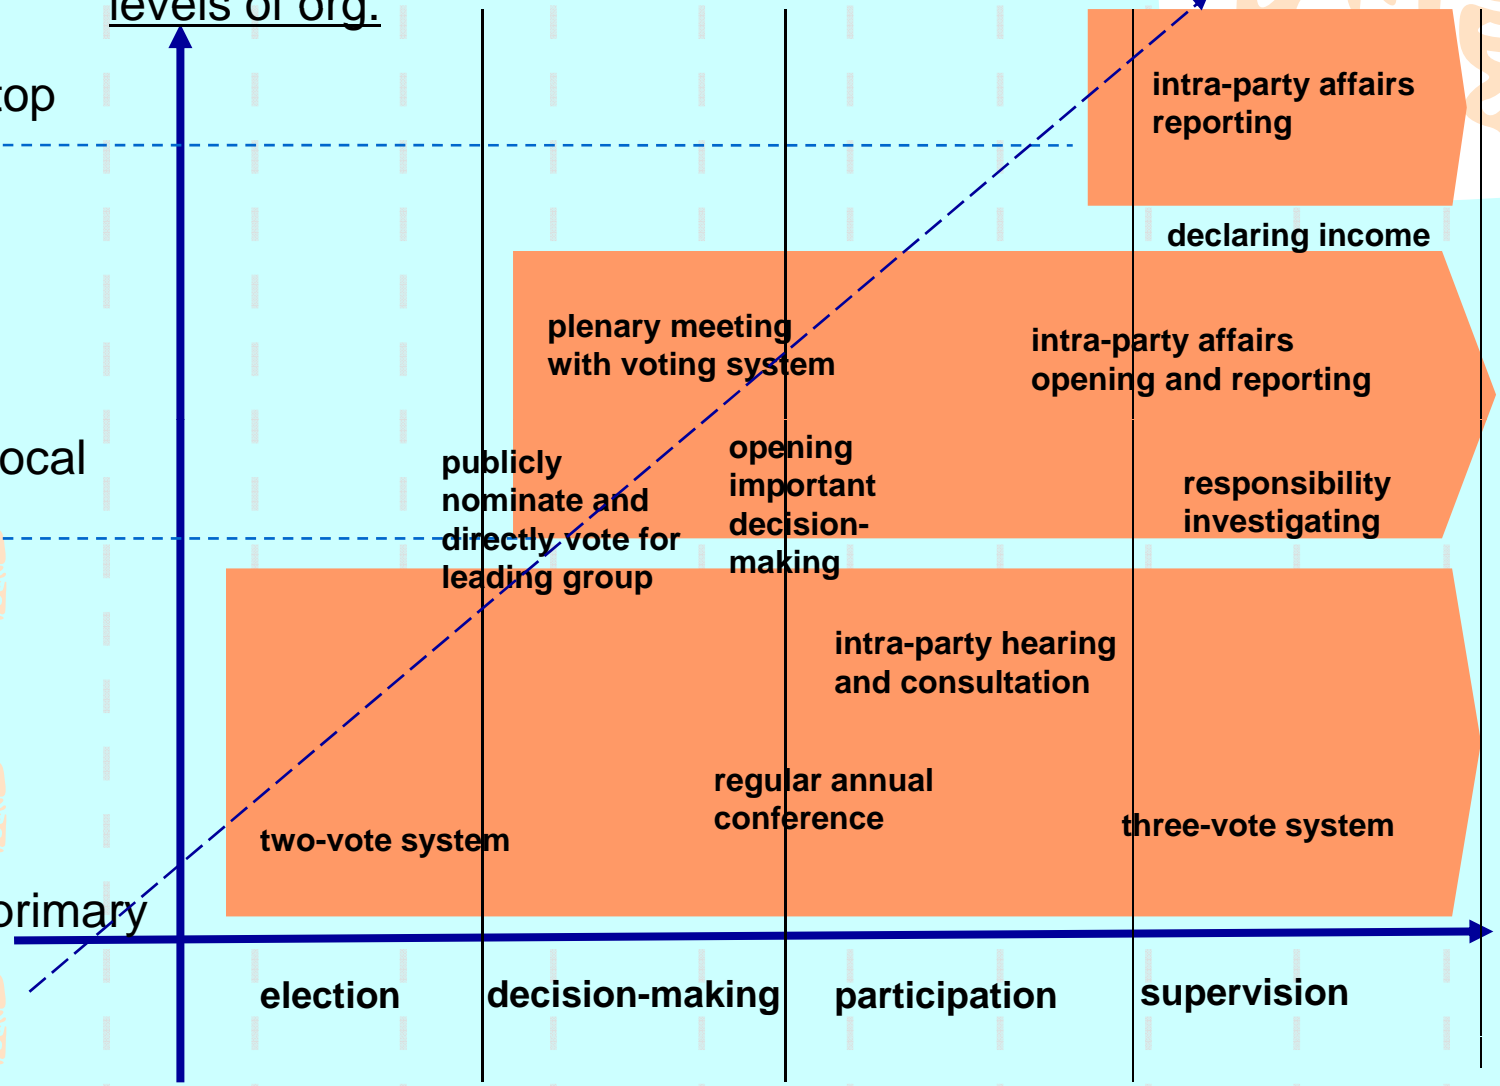 levels of org.
top
intra-party affairs
reporting
declaring income
plenary meeting
with voting system
intra-party affairs
opening and reporting
local
publicly
nominate and
directly vote for
leading group
opening
important
decision-
making
responsibility
investigating
intra-party hearing
and consultation
regular annual
conference
two-vote system
three-vote system
primary
election
decision-making
participation
supervision